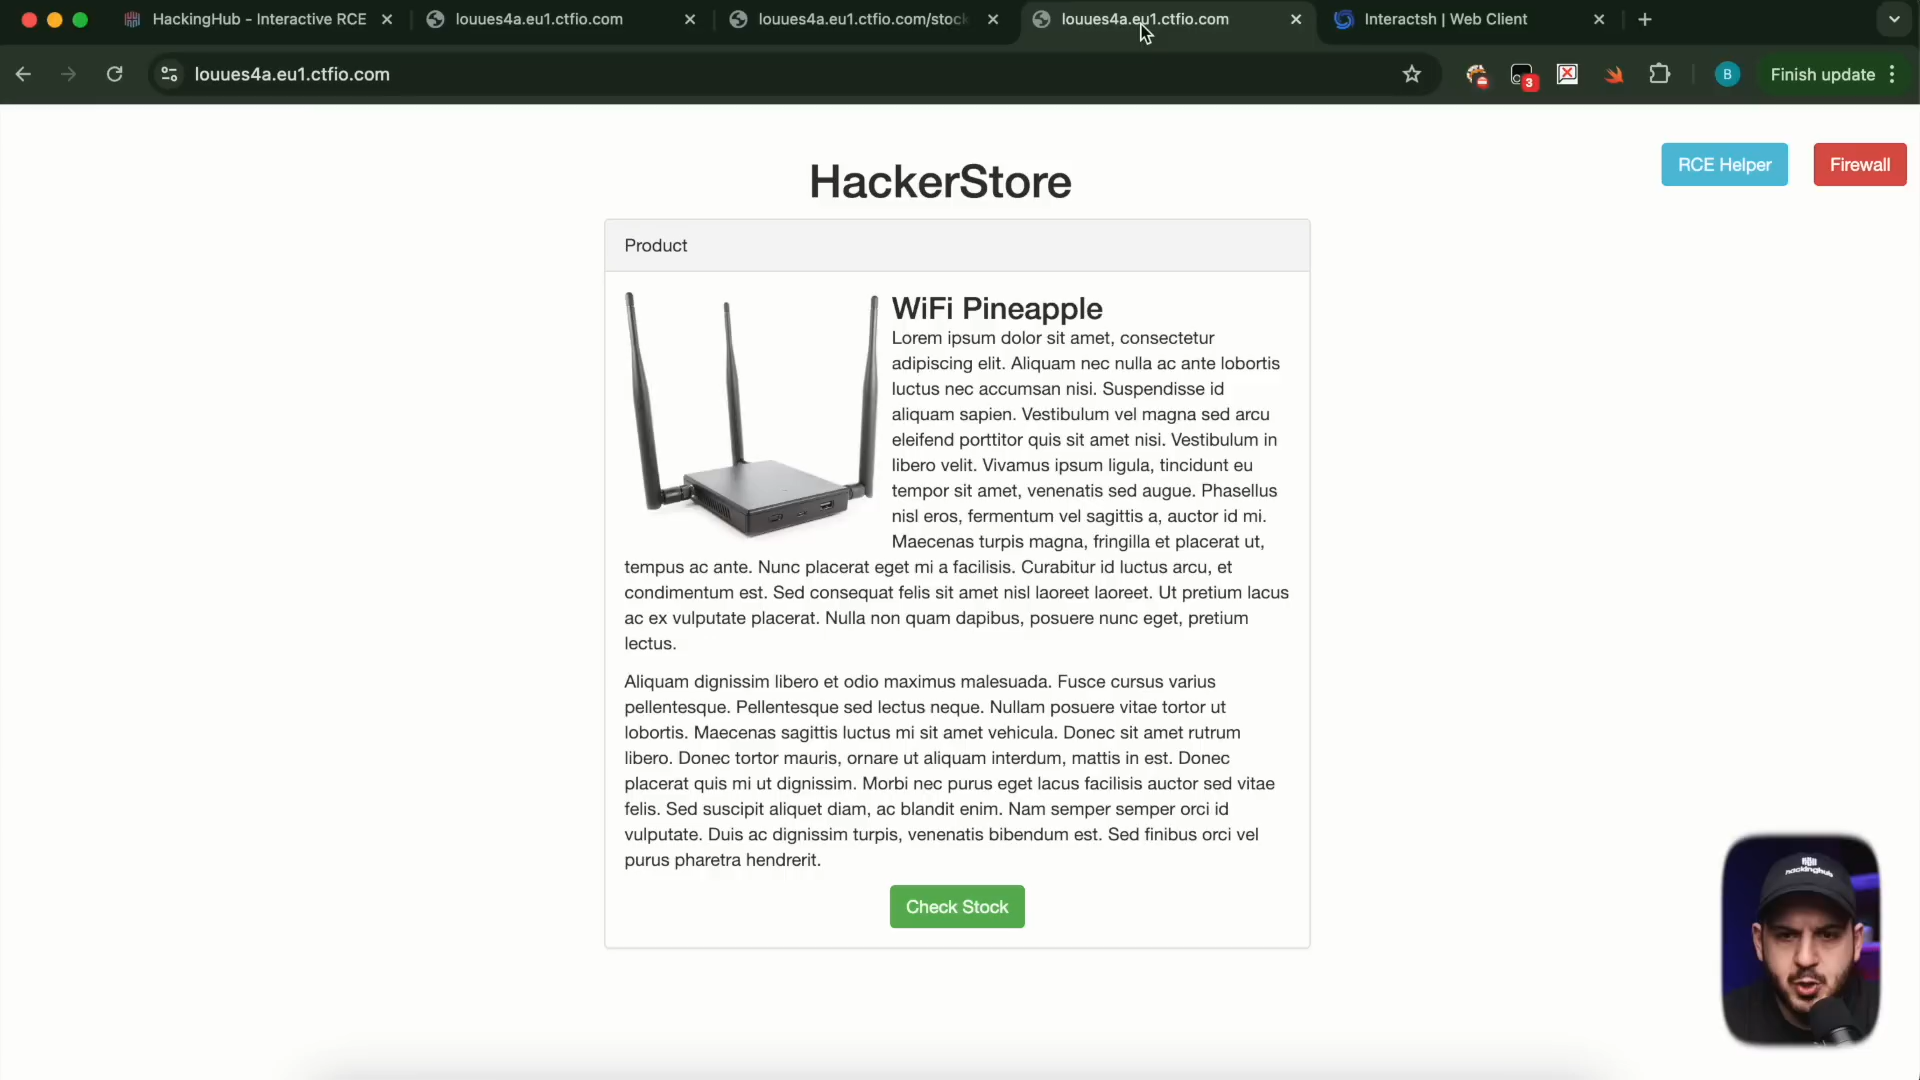 HackingHub - Interactive RCE
louues4a.eu1.ctfio.com
louues4a.eu1.ctfio.com/stock
louues4a.eu1.ctfio.com
Interactsh | Web Client
louues4a.eu1.ctfio.com
3
B
Finish update
RCE Helper
Firewall
HackerStore
Product
WiFi Pineapple
Lorem ipsum dolor sit amet, consectetur
adipiscing elit. Aliquam nec nulla ac ante lobortis
luctus nec accumsan nisi. Suspendisse id
aliquam sapien. Vestibulum vel magna sed arcu
eleifend porttitor quis sit amet nisi. Vestibulum in
libero velit. Vivamus ipsum ligula, tincidunt eu
tempor sit amet, venenatis sed augue. Phasellus
nisl eros, fermentum vel sagittis a, auctor id mi.
Maecenas turpis magna, fringilla et placerat ut,
tempus ac ante. Nunc placerat eget mi a facilisis. Curabitur id luctus arcu, et
condimentum est. Sed consequat felis sit amet nisl laoreet laoreet. Ut pretium lacus
ac ex vulputate placerat. Nulla non quam dapibus, posuere nunc eget, pretium
lectus.
Aliquam dignissim libero et odio maximus malesuada. Fusce cursus varius
pellentesque. Pellentesque sed lectus neque. Nullam posuere vitae tortor ut
lobortis. Maecenas sagittis luctus mi sit amet vehicula. Donec sit amet rutrum
libero. Donec tortor mauris, ornare ut aliquam interdum, mattis in est. Donec
placerat quis mi ut dignissim. Morbi nec purus eget lacus facilisis auctor sed vitae
felis. Sed suscipit aliquet diam, ac blandit enim. Nam semper semper orci id
vulputate. Duis ac dignissim turpis, venenatis bibendum est. Sed finibus orci vel
purus pharetra hendrerit.
Check Stock
hackinghub